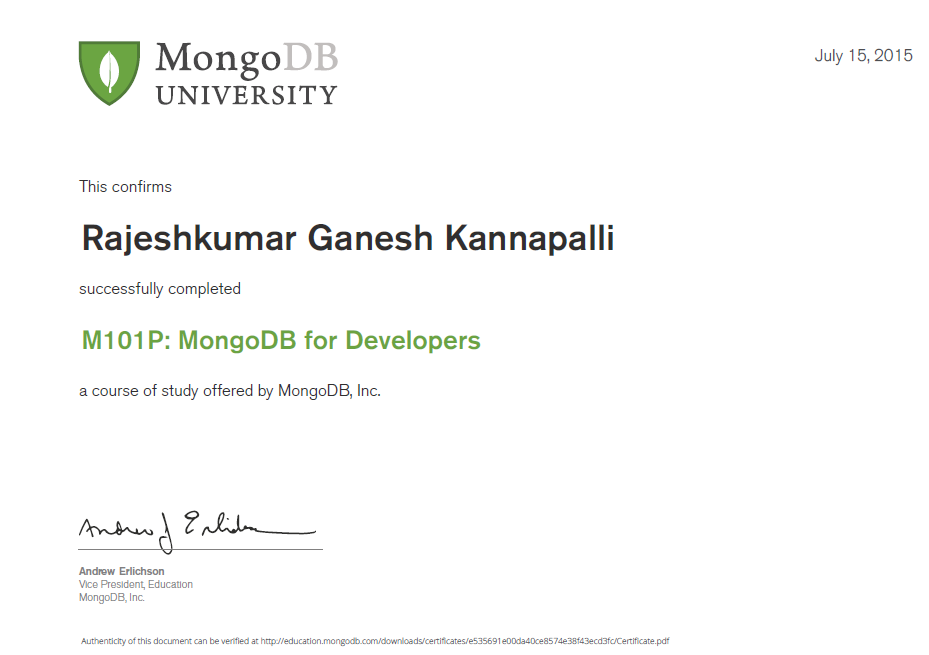 MongoDB
UNIVERSITY
July 15, 2015
This confirms
Rajeshkumar Ganesh Kannapalli
successfully completed
M101P: MongoDB for Developers
a course of study offered by MongoDB, Inc.
Andrew J Erlichson
Andrew Erlichson
Vice President, Education
MongoDB, Inc.
Authenticity of this document can be verified at http://education.mongodb.com/downloads/certificates/e535691e00da40ce8574e38f43ecd3fc/Certificate.pdf